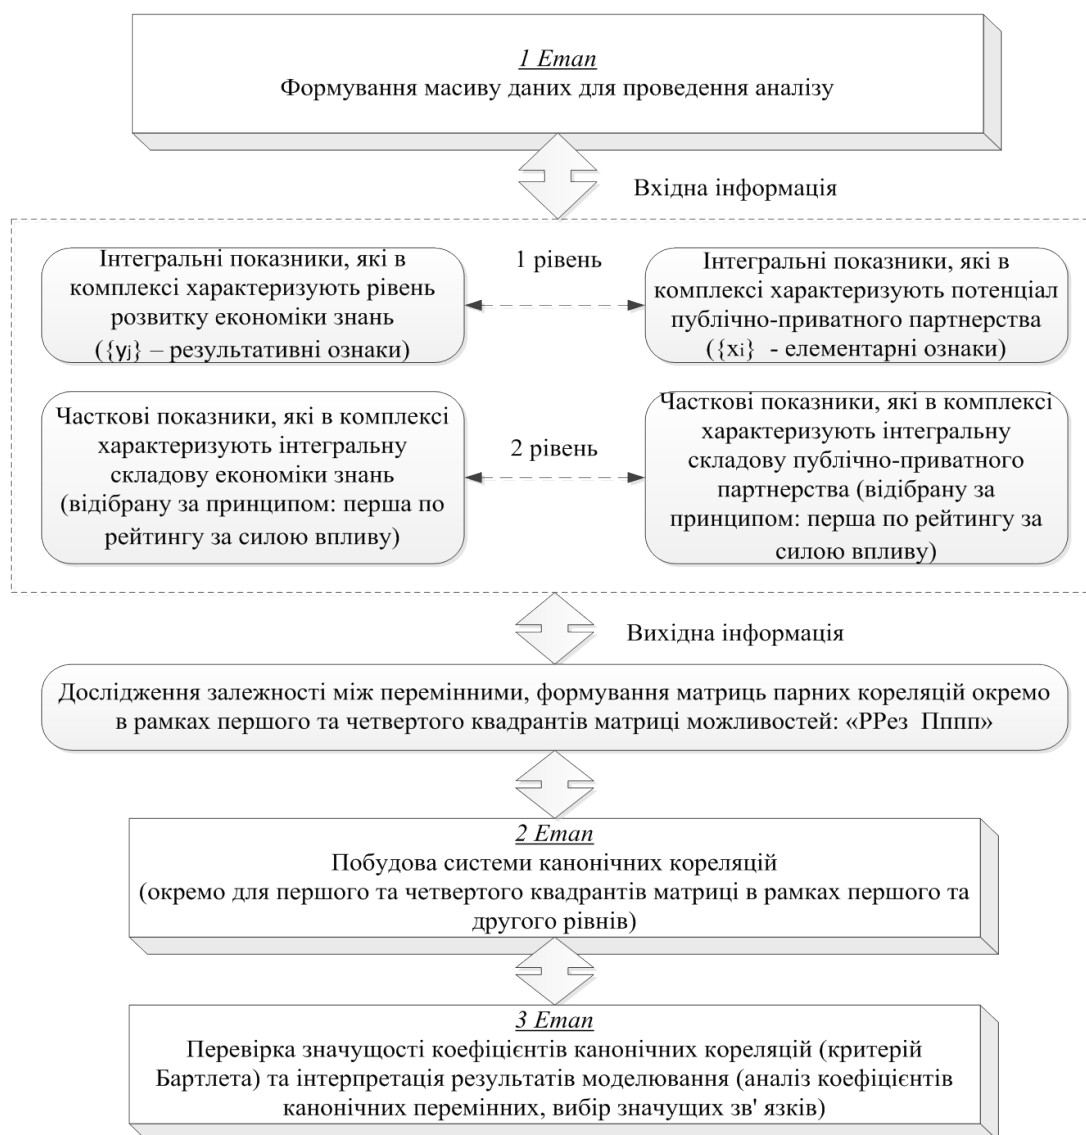 1 Етап
Формування масиву даних для проведення аналізу
Вхідна інформація
Інтегральні показники, які в
комплексі характеризують рівень
розвитку економіки знань
({yj} – результативні ознаки)
1 рівень
Інтегральні показники, які в
комплексі характеризують потенціал
публічно-приватного партнерства
({xi} - елементарні ознаки)
Часткові показники, які в комплексі
характеризують інтегральну
складову економіки знань
(відібрану за принципом: перша по
рейтингу за силою впливу)
2 рівень
Часткові показники, які в комплексі
характеризують інтегральну
складову публічно-приватного
партнерства (відібрану за
принципом: перша по рейтингу за
силою впливу)
Вихідна інформація
Дослідження залежності між перемінними, формування матриць парних кореляцій окремо
в рамках першого та четвертого квадрантів матриці можливостей: «РРез Пппп»
2 Етап
Побудова системи канонічних кореляцій
(окремо для першого та четвертого квадрантів матриці в рамках першого та
другого рівнів)
3 Етап
Перевірка значущості коефіцієнтів канонічних кореляцій (критерій
Бартлета) та інтерпретація результатів моделювання (аналіз коефіцієнтів
канонічних перемінних, вибір значущих зв' язків)